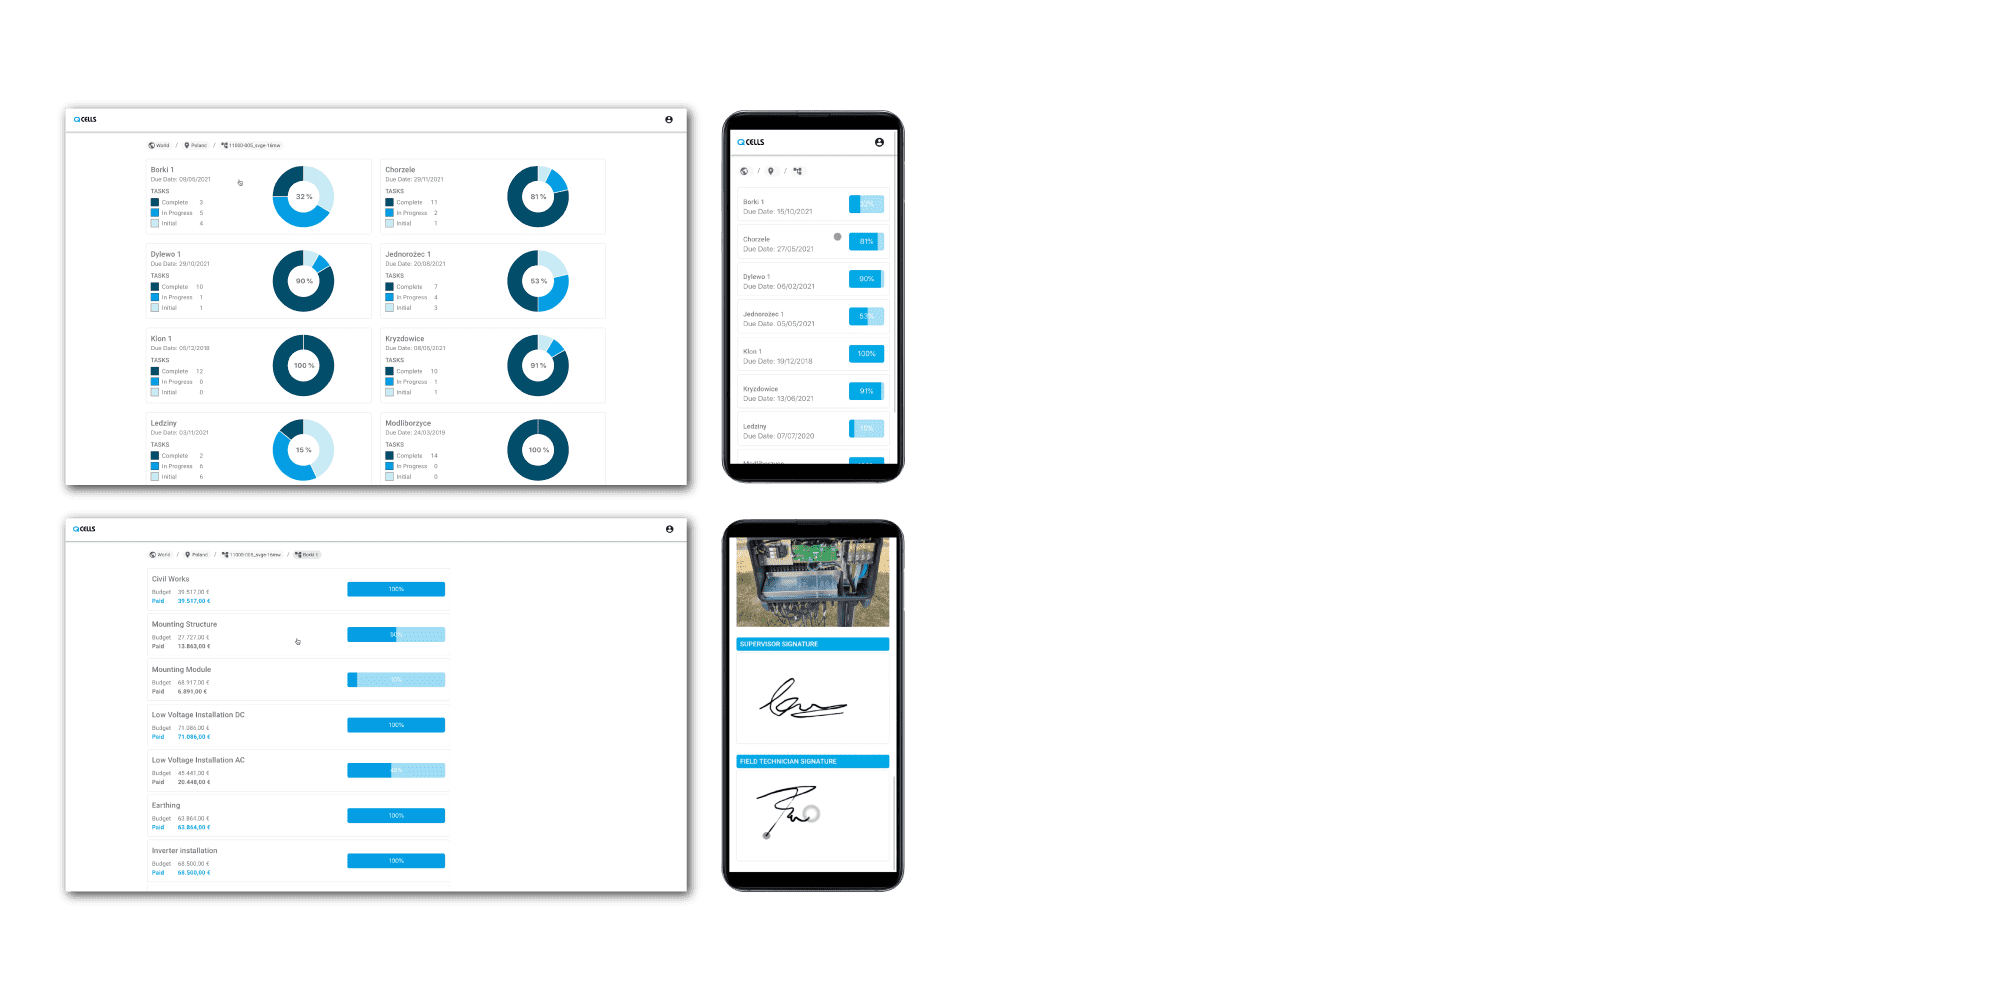 Q CELLS
World / Poland / 11000-005_svge-16mw
Borki 1
Due Date: 09/05/2021
TASKS
Complete 3
In Progress 5
Initial 4
32 %
Chorzele
Due Date: 29/11/2021
TASKS
Complete 11
In Progress 2
Initial 1
81 %
Dylewo 1
Due Date: 29/10/2021
TASKS
Complete 10
In Progress 1
Initial 1
90 %
Jednorożec 1
Due Date: 20/08/2021
TASKS
Complete 7
In Progress 4
Initial 3
53 %
Klon 1
Due Date: 05/12/2018
TASKS
Complete 12
In Progress 0
Initial 0
100 %
Kryzdowice
Due Date: 08/05/2021
TASKS
Complete 10
In Progress 1
Initial 1
91 %
Ledziny
Due Date: 03/11/2021
TASKS
Complete 2
In Progress 6
Initial 6
15 %
Modliborzyce
Due Date: 24/03/2019
TASKS
Complete 14
In Progress 0
Initial 0
100 %
Q CELLS
/ /
Borki 1
Due Date: 15/10/2021
32%
Chorzele
Due Date: 27/05/2021
81%
Dylewo 1
Due Date: 06/02/2021
90%
Jednorożec 1
Due Date: 05/05/2021
53%
Klon 1
Due Date: 19/12/2018
100%
Kryzdowice
Due Date: 13/06/2021
91%
Ledziny
Due Date: 07/07/2020
15%
Q CELLS
World / Poland / 11000-005_svge-16mw / Borki 1
Civil Works
Budget 39.517,00 €
Paid 39.517,00 €
100%
Mounting Structure
Budget 27.727,00 €
Paid 13.863,00 €
50%
Mounting Module
Budget 68.917,00 €
Paid 6.891,00 €
10%
Low Voltage Installation DC
Budget 71.086,00 €
Paid 71.086,00 €
100%
Low Voltage Installation AC
Budget 45.441,00 €
Paid 20.448,00 €
Earthing
Budget 63.864,00 €
Paid 63.864,00 €
100%
Inverter installation
Budget 68.500,00 €
Paid 68.500,00 €
100%
SUPERVISOR SIGNATURE
FIELD TECHNICIAN SIGNATURE